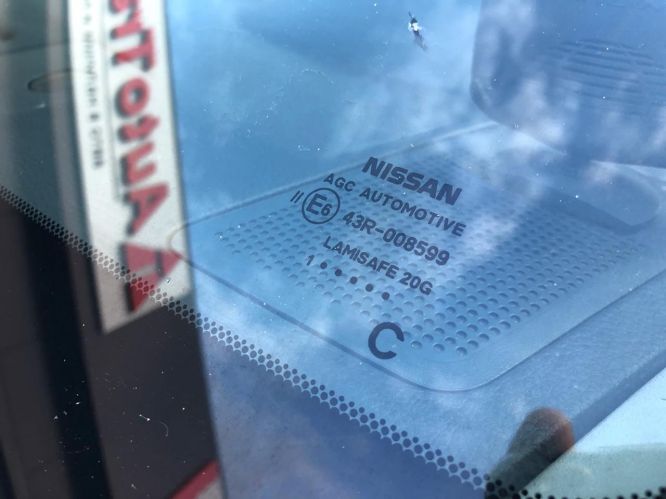 NISSAN
AGC AUTOMOTIVE
II E6 43R-008599
LAMISAFE 20G
1 •••••
C